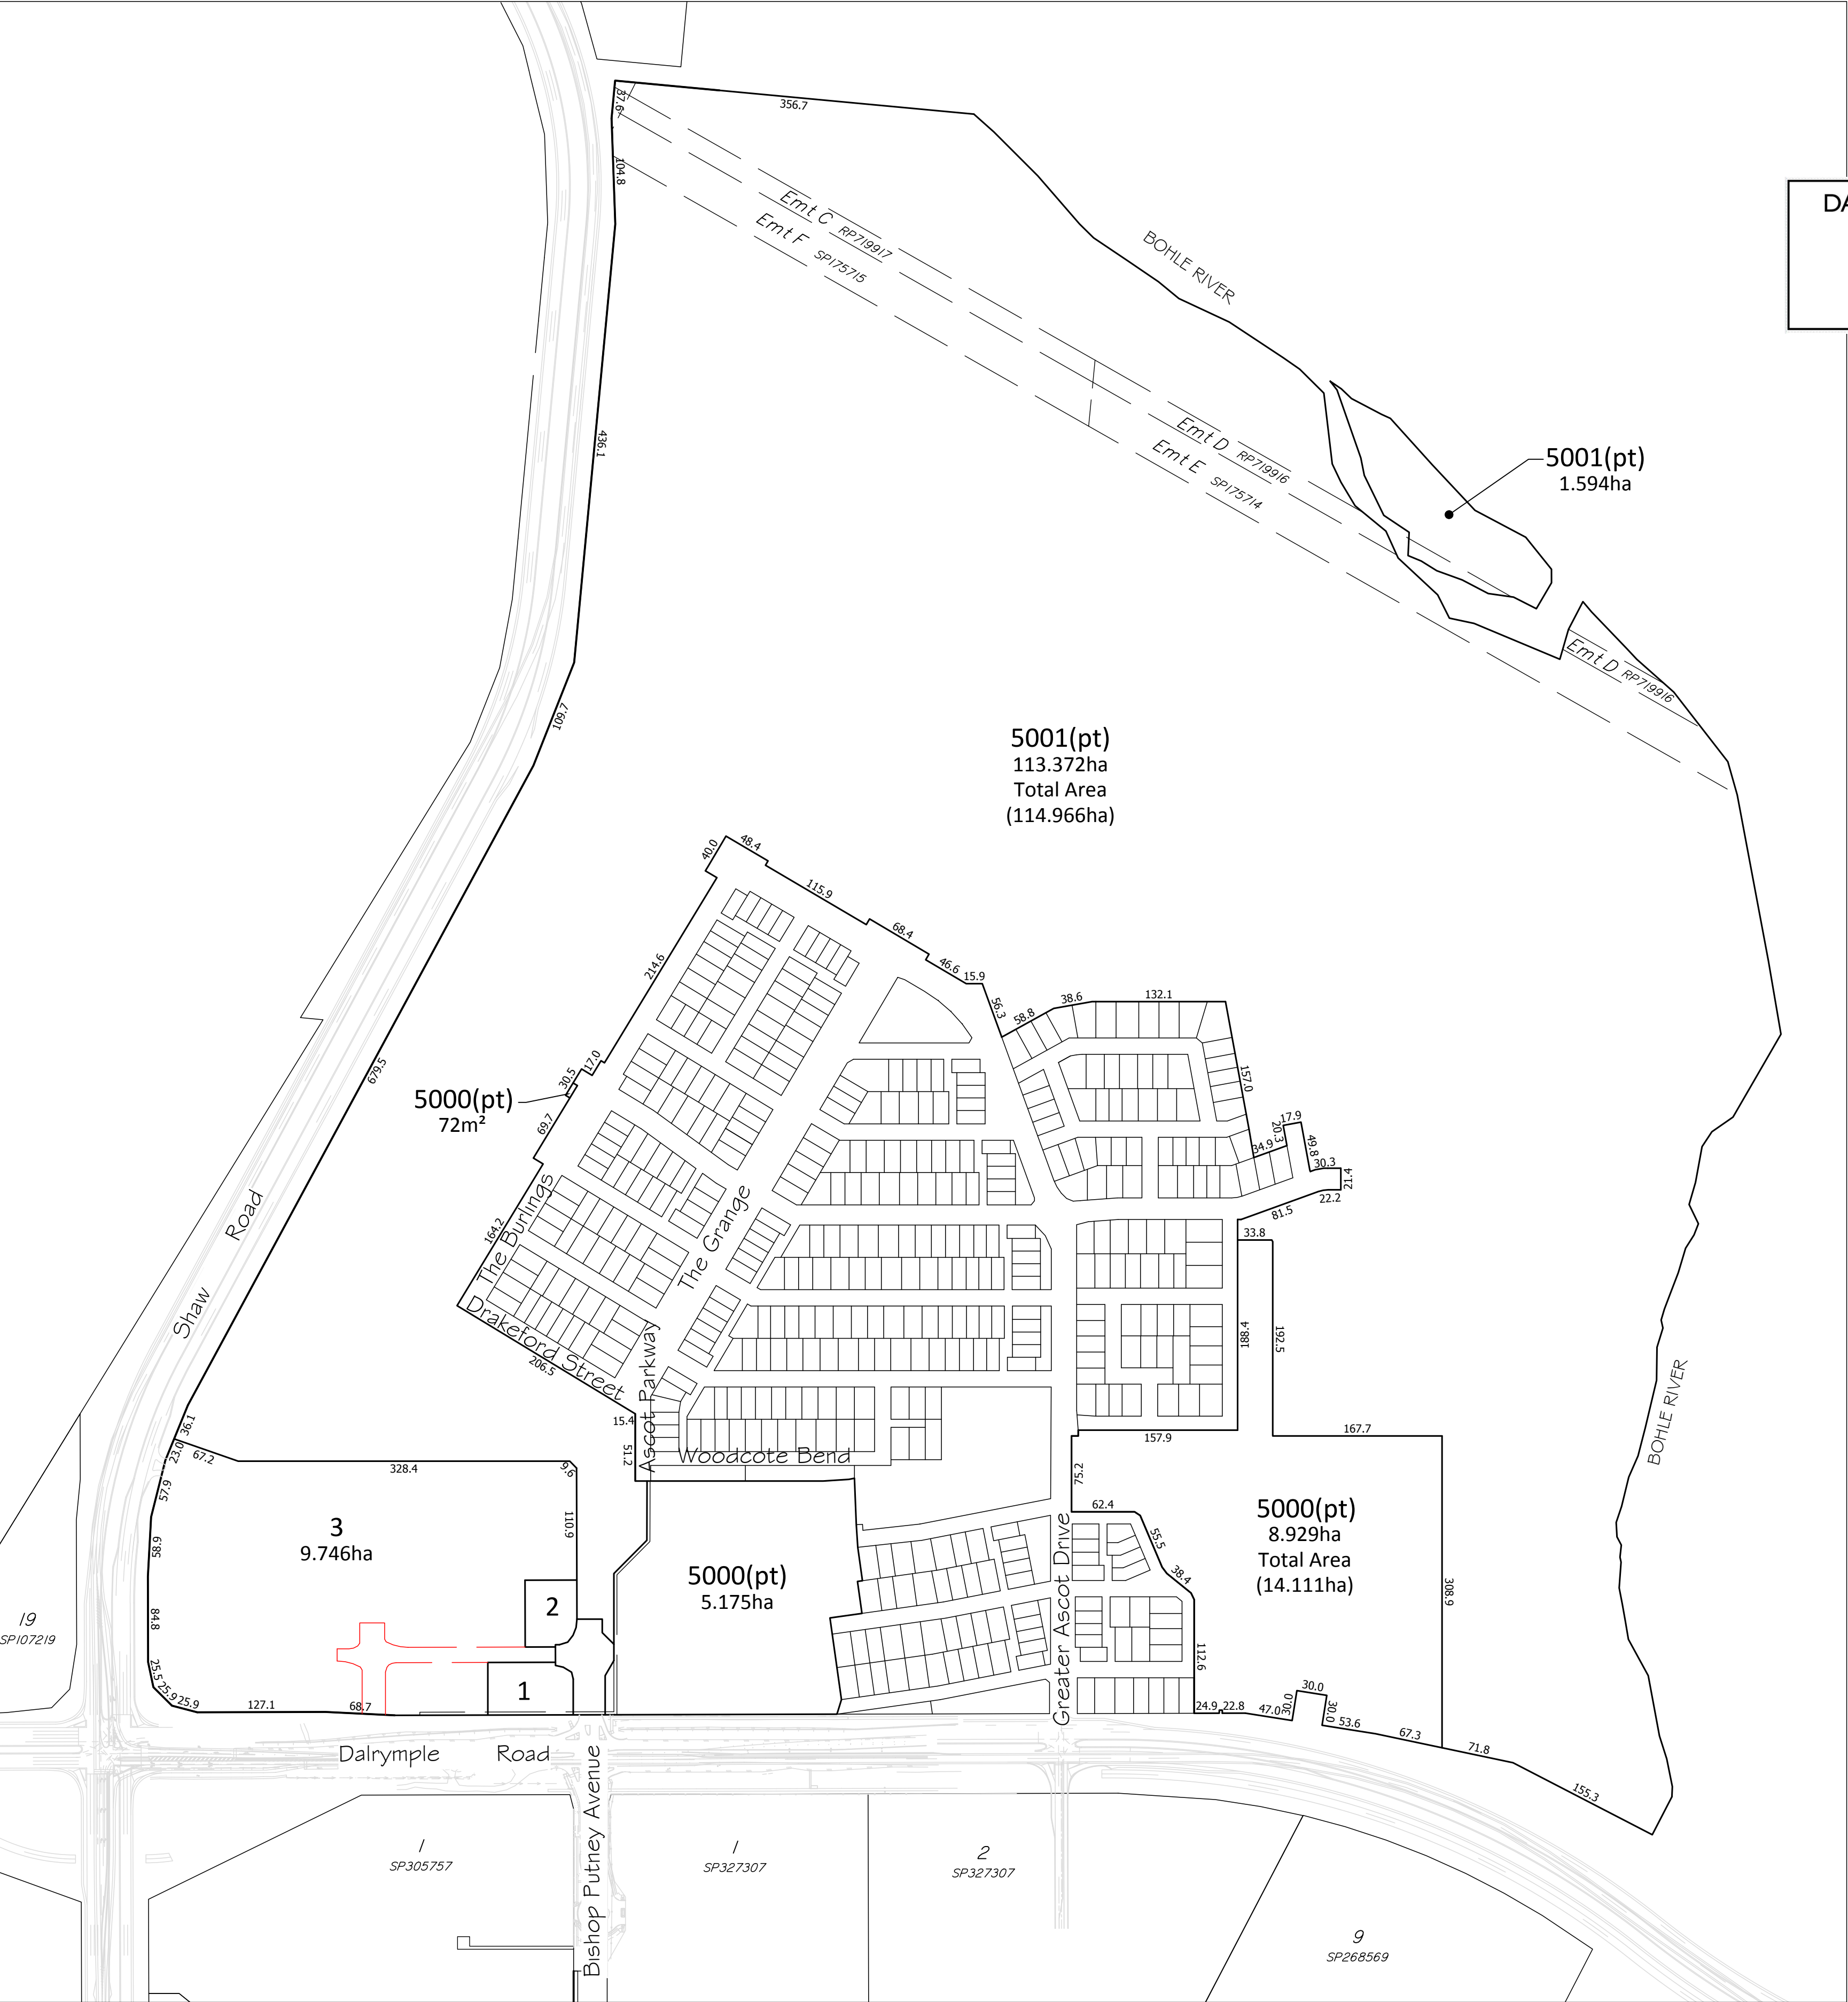 356.7
37.6
104.8
DA
Emt C RP719917
Emt F SP175715
BOHLE RIVER
436.1
Emt D RP719916
Emt E SP175714
5001(pt)
1.594ha
Emt D RP719916
109.7
5001(pt)
113.372ha
Total Area
(114.966ha)
40.0
48.4
115.9
68.4
46.6
15.9
214.6
56.3
58.8
38.6
132.1
679.5
30.5
17.0
157.0
5000(pt)
72m²
69.7
17.9
20.3
34.9
49.8
30.3
21.4
22.2
81.5
The Burlings
The Grange
164.2
Shaw Road
33.8
Drakeford Street
206.5
Ascot Parkway
188.4
192.5
BOHLE RIVER
15.4
51.2
Woodcote Bend
157.9
167.7
36.1
23.0
67.2
328.4
9.6
57.9
75.2
62.4
58.9
110.9
3
9.746ha
5000(pt)
5.175ha
Greater Ascot Drive
55.5
38.4
5000(pt)
8.929ha
Total Area
(14.111ha)
308.9
2
19
SP107219
84.8
112.6
25.5
25.9
25.9
127.1
68.7
1
24.9
22.8
47.0
30.0
30.0
30.0
53.6
67.3
71.8
155.3
Dalrymple Road
Bishop Putney Avenue
1
SP305757
1
SP327307
2
SP327307
9
SP268569